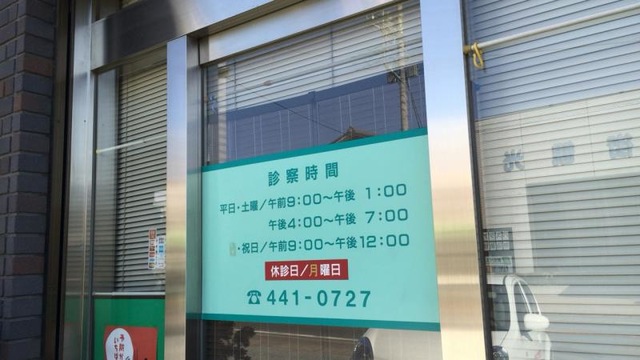 診察時間
平日・土曜/午前9:00〜午後 1:00
午後4:00〜午後 7:00
・祝日/午前9:00〜午後12:00
休診日/月曜日
☎441-0727